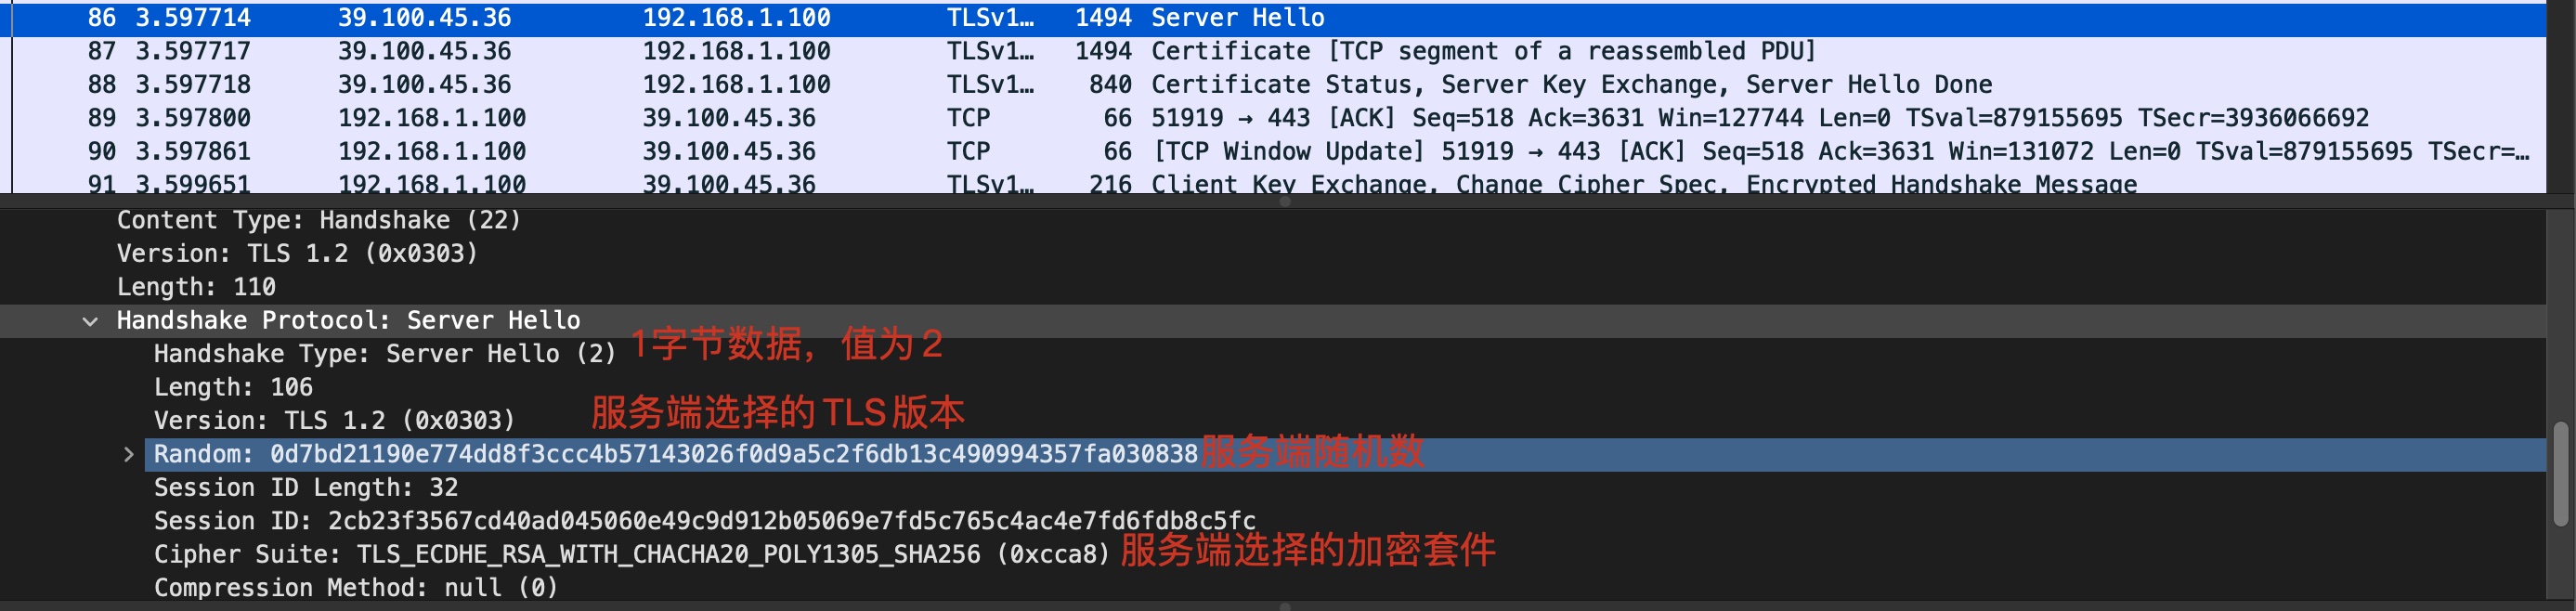 86 3.597714 39.100.45.36 192.168.1.100 TLSv1… 1494 Server Hello
87 3.597717 39.100.45.36 192.168.1.100 TLSv1… 1494 Certificate [TCP segment of a reassembled PDU]
88 3.597718 39.100.45.36 192.168.1.100 TLSv1… 840 Certificate Status, Server Key Exchange, Server Hello Done
89 3.597800 192.168.1.100 39.100.45.36 TCP 66 51919 → 443 [ACK] Seq=518 Ack=3631 Win=127744 Len=0 TSval=879155695 TSecr=3936066692
90 3.597861 192.168.1.100 39.100.45.36 TCP 66 [TCP Window Update] 51919 → 443 [ACK] Seq=518 Ack=3631 Win=131072 Len=0 TSval=879155695 TSecr=…
91 3.599651 192.168.1.100 39.100.45.36 TLSv1… 216 Client Key Exchange, Change Cipher Spec, Encrypted Handshake Message
Content Type: Handshake (22)
Version: TLS 1.2 (0x0303)
Length: 110
Handshake Protocol: Server Hello
Handshake Type: Server Hello (2) 1字节数据，值为2
Length: 106
Version: TLS 1.2 (0x0303) 服务端选择的TLS版本
Random: 0d7bd21190e774dd8f3ccc4b57143026f0d9a5c2f6db13c490994357fa030838 服务端随机数
Session ID Length: 32
Session ID: 2cb23f3567cd40ad045060e49c9d912b05069e7fd5c765c4ac4e7fd6fdb8c5fc
Cipher Suite: TLS_ECDHE_RSA_WITH_CHACHA20_POLY1305_SHA256 (0xcca8) 服务端选择的加密套件
Compression Method: null (0)